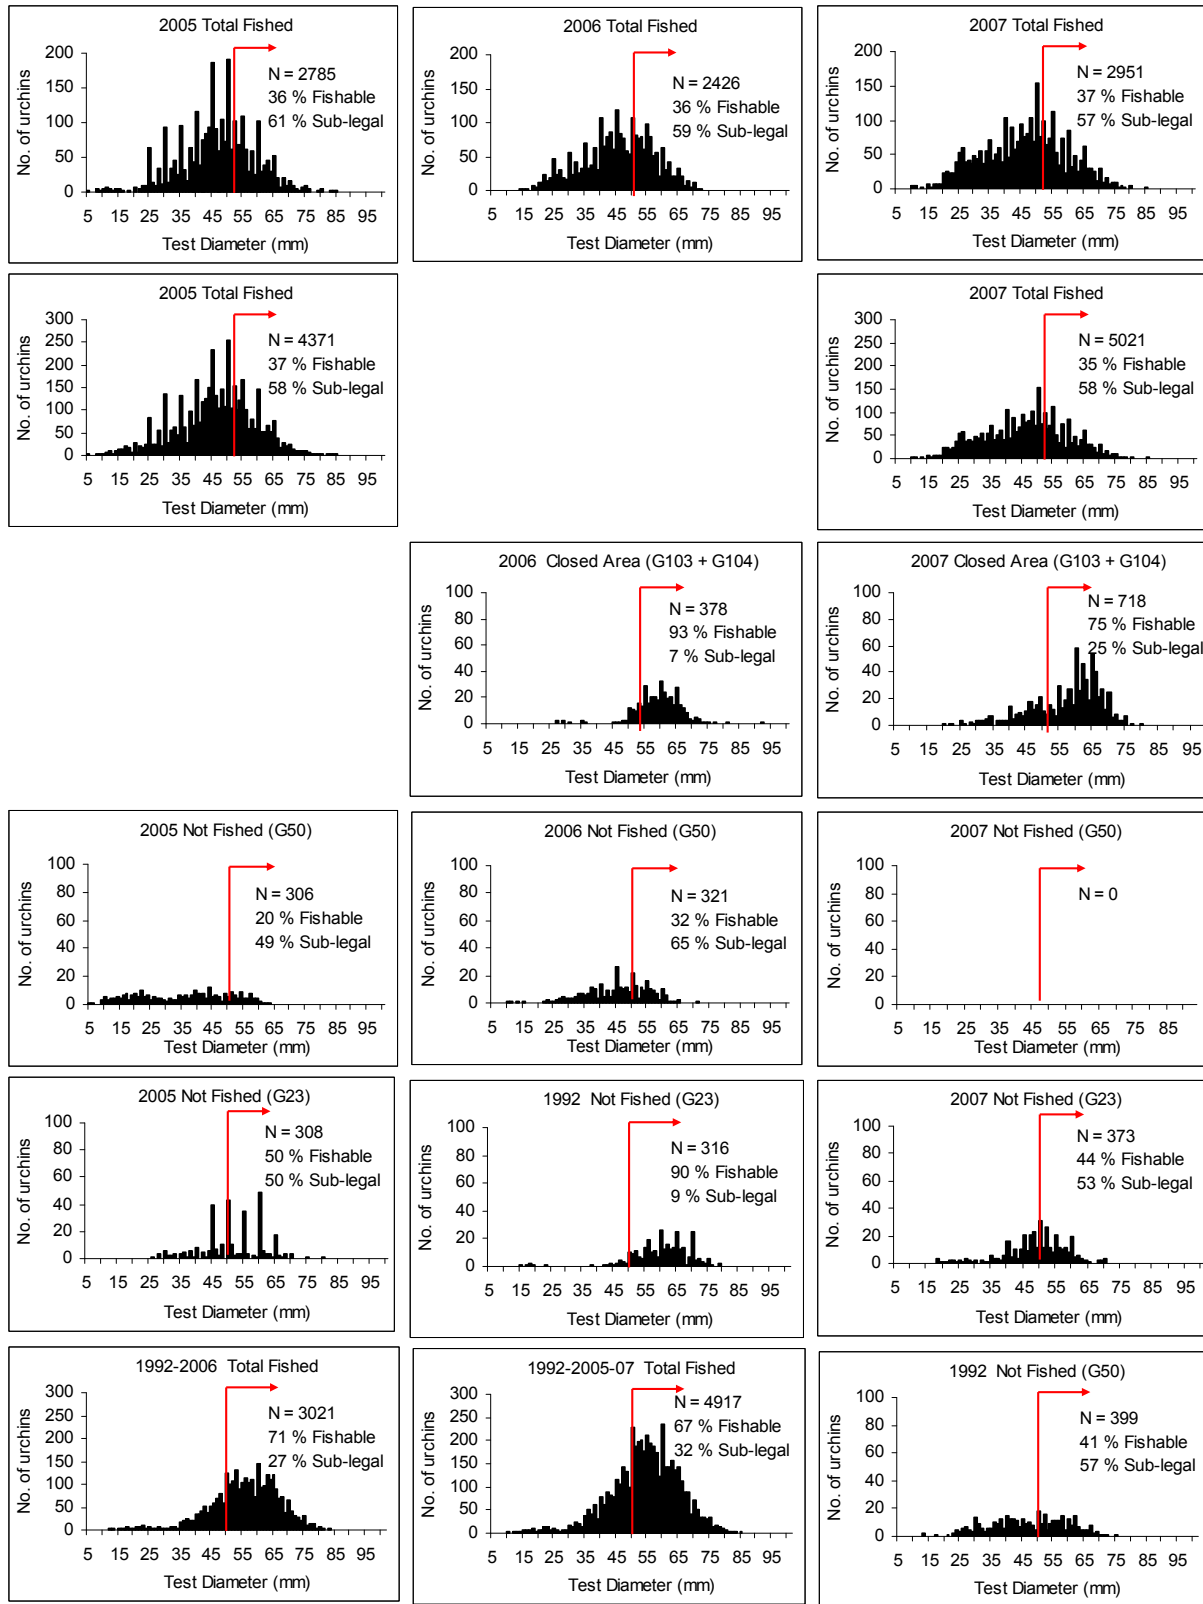 2005 Total Fished
No. of urchins
200
150
100
50
0
N = 2785
36 % Fishable
61 % Sub-legal
5 15 25 35 45 55 65 75 85 95
Test Diameter (mm)
2006 Total Fished
No. of urchins
200
150
100
50
0
N = 2426
36 % Fishable
59 % Sub-legal
5 15 25 35 45 55 65 75 85 95
Test Diameter (mm)
2007 Total Fished
No. of urchins
200
150
100
50
0
N = 2951
37 % Fishable
57 % Sub-legal
5 15 25 35 45 55 65 75 85 95
Test Diameter (mm)
2005 Total Fished
No. of urchins
300
250
200
150
100
50
0
N = 4371
37 % Fishable
58 % Sub-legal
5 15 25 35 45 55 65 75 85 95
Test Diameter (mm)
2007 Total Fished
No. of urchins
300
250
200
150
100
50
0
N = 5021
35 % Fishable
58 % Sub-legal
5 15 25 35 45 55 65 75 85 95
Test Diameter (mm)
2006 Closed Area (G103 + G104)
No. of urchins
100
80
60
40
20
0
N = 378
93 % Fishable
7 % Sub-legal
5 15 25 35 45 55 65 75 85 95
Test Diameter (mm)
2007 Closed Area (G103 + G104)
No. of urchins
100
80
60
40
20
0
N = 718
75 % Fishable
25 % Sub-legal
5 15 25 35 45 55 65 75 85 95
Test Diameter (mm)
2005 Not Fished (G50)
No. of urchins
100
80
60
40
20
0
N = 306
20 % Fishable
49 % Sub-legal
5 15 25 35 45 55 65 75 85 95
Test Diameter (mm)
2006 Not Fished (G50)
No. of urchins
100
80
60
40
20
0
N = 321
32 % Fishable
65 % Sub-legal
5 15 25 35 45 55 65 75 85 95
Test Diameter (mm)
2007 Not Fished (G50)
No. of urchins
100
80
60
40
20
0
N = 0
5 15 25 35 45 55 65 75 85 95
Test Diameter (mm)
2005 Not Fished (G23)
No. of urchins
100
80
60
40
20
0
N = 308
50 % Fishable
50 % Sub-legal
5 15 25 35 45 55 65 75 85 95
Test Diameter (mm)
1992 Not Fished (G23)
No. of urchins
100
80
60
40
20
0
N = 316
90 % Fishable
9 % Sub-legal
5 15 25 35 45 55 65 75 85 95
Test Diameter (mm)
2007 Not Fished (G23)
No. of urchins
100
80
60
40
20
0
N = 373
44 % Fishable
53 % Sub-legal
5 15 25 35 45 55 65 75 85 95
Test Diameter (mm)
1992-2006 Total Fished
No. of urchins
300
250
200
150
100
50
0
N = 3021
71 % Fishable
27 % Sub-legal
5 15 25 35 45 55 65 75 85 95
Test Diameter (mm)
1992-2005-07 Total Fished
No. of urchins
300
250
200
150
100
50
0
N = 4917
67 % Fishable
32 % Sub-legal
5 15 25 35 45 55 65 75 85 95
Test Diameter (mm)
1992 Not Fished (G50)
No. of urchins
100
80
60
40
20
0
N = 399
41 % Fishable
57 % Sub-legal
5 15 25 35 45 55 65 75 85 95
Test Diameter (mm)